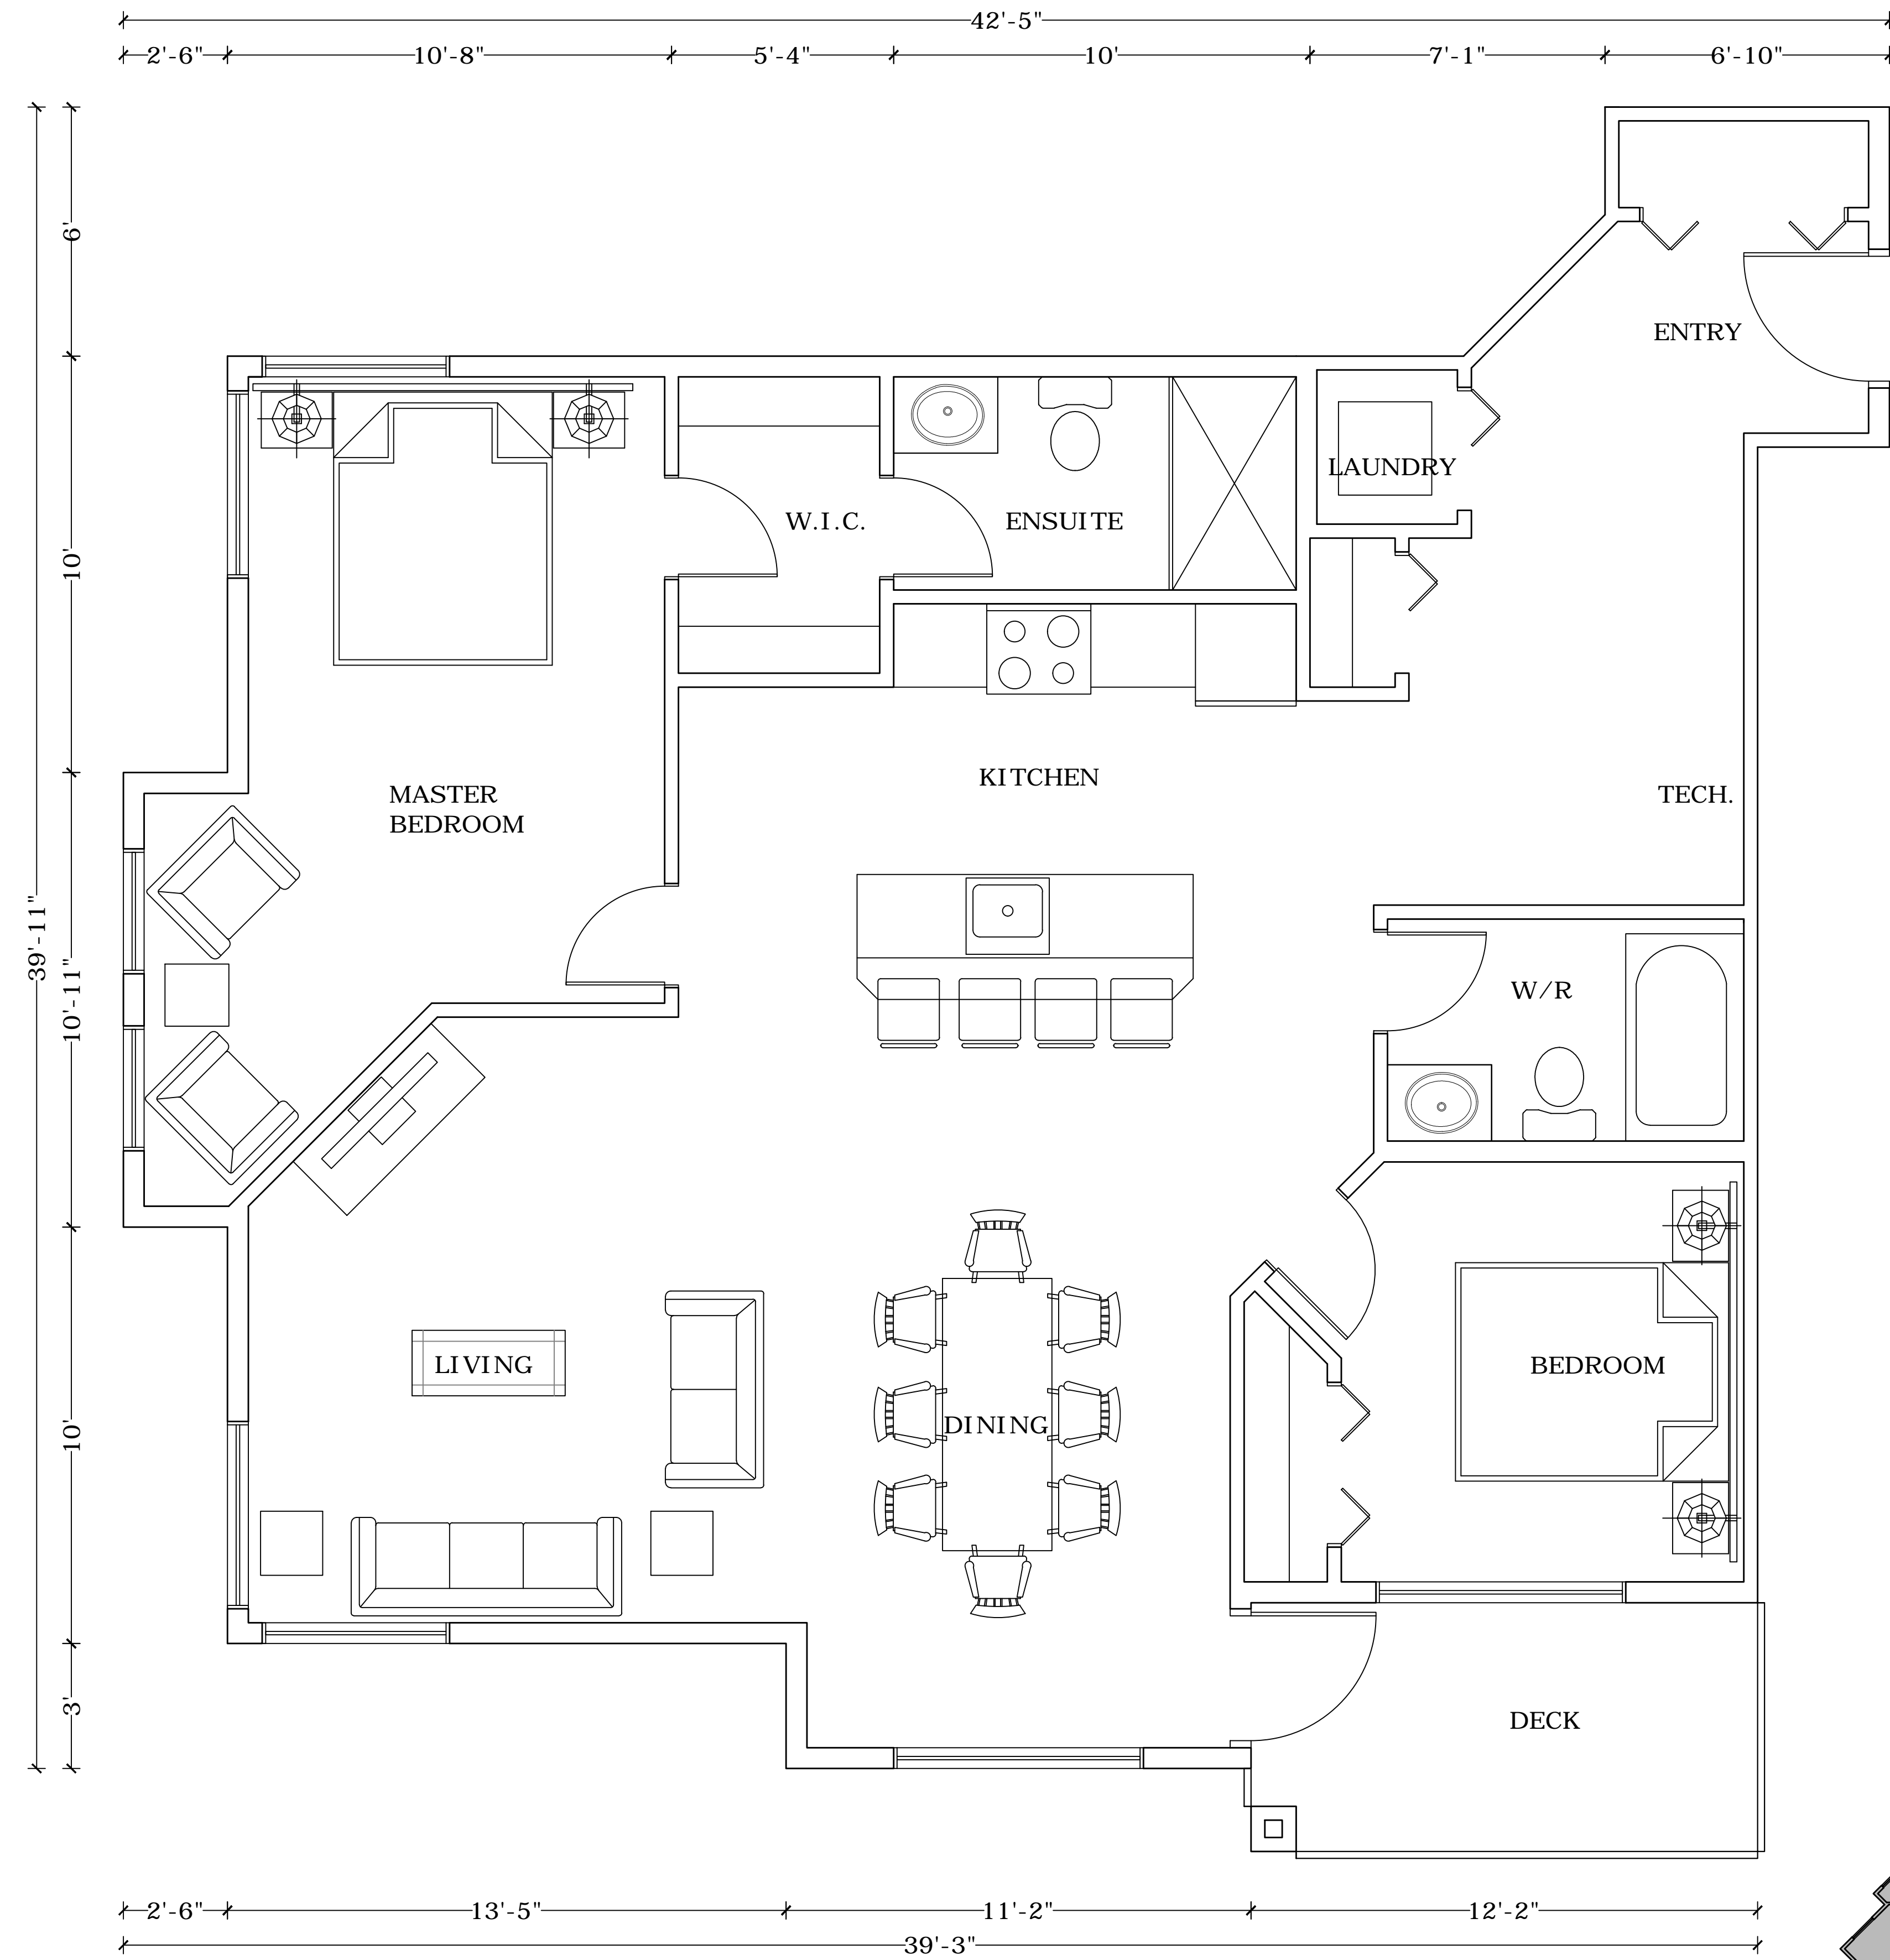 42'-5"
2'-6" 10'-8" 5'-4" 10' 7'-1" 6'-10"
6'
ENTRY
LAUNDRY
W.I.C. ENSUITE
10'
KITCHEN
MASTER TECH.
BEDROOM
39'-11"
10'-11"
W/R
LIVING BEDROOM
DINING
10'
3'
DECK
2'-6" 13'-5" 11'-2" 12'-2"
39'-3"